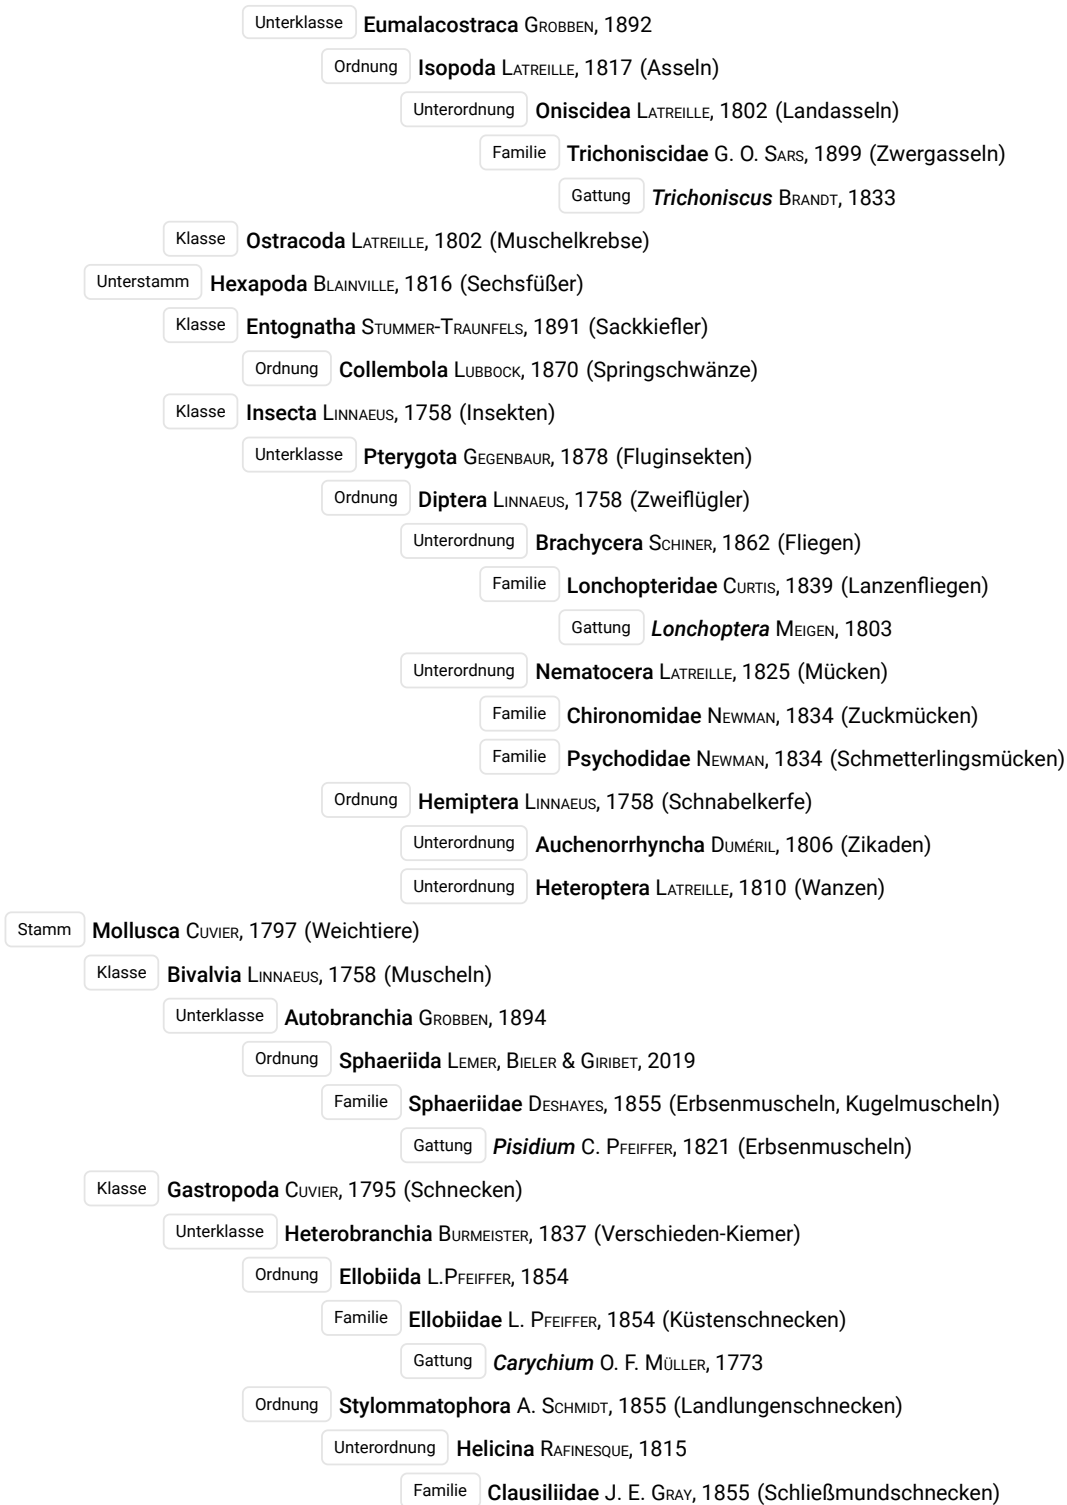 Unterklasse Eumalacostraca GROBBEN, 1892
Ordnung Isopoda LATREILLE, 1817 (Asseln)
Unterordnung Oniscidea LATREILLE, 1802 (Landasseln)
Familie Trichoniscidae G. O. SARS, 1899 (Zwergasseln)
Gattung Trichoniscus BRANDT, 1833
Klasse Ostracoda LATREILLE, 1802 (Muschelkrebse)
Unterstamm Hexapoda BLAINVILLE, 1816 (Sechsfüßer)
Klasse Entognatha STUMMER-TRAUNFELS, 1891 (Sackkiefler)
Ordnung Collembola LUBBOCK, 1870 (Springschwänze)
Klasse Insecta LINNAEUS, 1758 (Insekten)
Unterklasse Pterygota GEGENBAUR, 1878 (Fluginsekten)
Ordnung Diptera LINNAEUS, 1758 (Zweiflügler)
Unterordnung Brachycera SCHINER, 1862 (Fliegen)
Familie Lonchopteridae CURTIS, 1839 (Lanzenfliegen)
Gattung Lonchoptera MEIGEN, 1803
Unterordnung Nematocera LATREILLE, 1825 (Mücken)
Familie Chironomidae NEWMAN, 1834 (Zuckmücken)
Familie Psychodidae NEWMAN, 1834 (Schmetterlingsmücken)
Ordnung Hemiptera LINNAEUS, 1758 (Schnabelkerfe)
Unterordnung Auchenorrhyncha DUMÉRIL, 1806 (Zikaden)
Unterordnung Heteroptera LATREILLE, 1810 (Wanzen)
Stamm Mollusca CUVIER, 1797 (Weichtiere)
Klasse Bivalvia LINNAEUS, 1758 (Muscheln)
Unterklasse Autobranchia GROBBEN, 1894
Ordnung Sphaeriida LEMER, BIELER & GIRIBET, 2019
Familie Sphaeriidae DESHAYES, 1855 (Erbsenmuscheln, Kugelmuscheln)
Gattung Pisidium C. PFEIFFER, 1821 (Erbsenmuscheln)
Klasse Gastropoda CUVIER, 1795 (Schnecken)
Unterklasse Heterobranchia BURMEISTER, 1837 (Verschieden-Kiemer)
Ordnung Ellobiida L.PFEIFFER, 1854
Familie Ellobiidae L. PFEIFFER, 1854 (Küstenschnecken)
Gattung Carychium O. F. MÜLLER, 1773
Ordnung Stylommatophora A. SCHMIDT, 1855 (Landlungenschnecken)
Unterordnung Helicina RAFINESQUE, 1815
Familie Clausiliidae J. E. GRAY, 1855 (Schließmundschnecken)